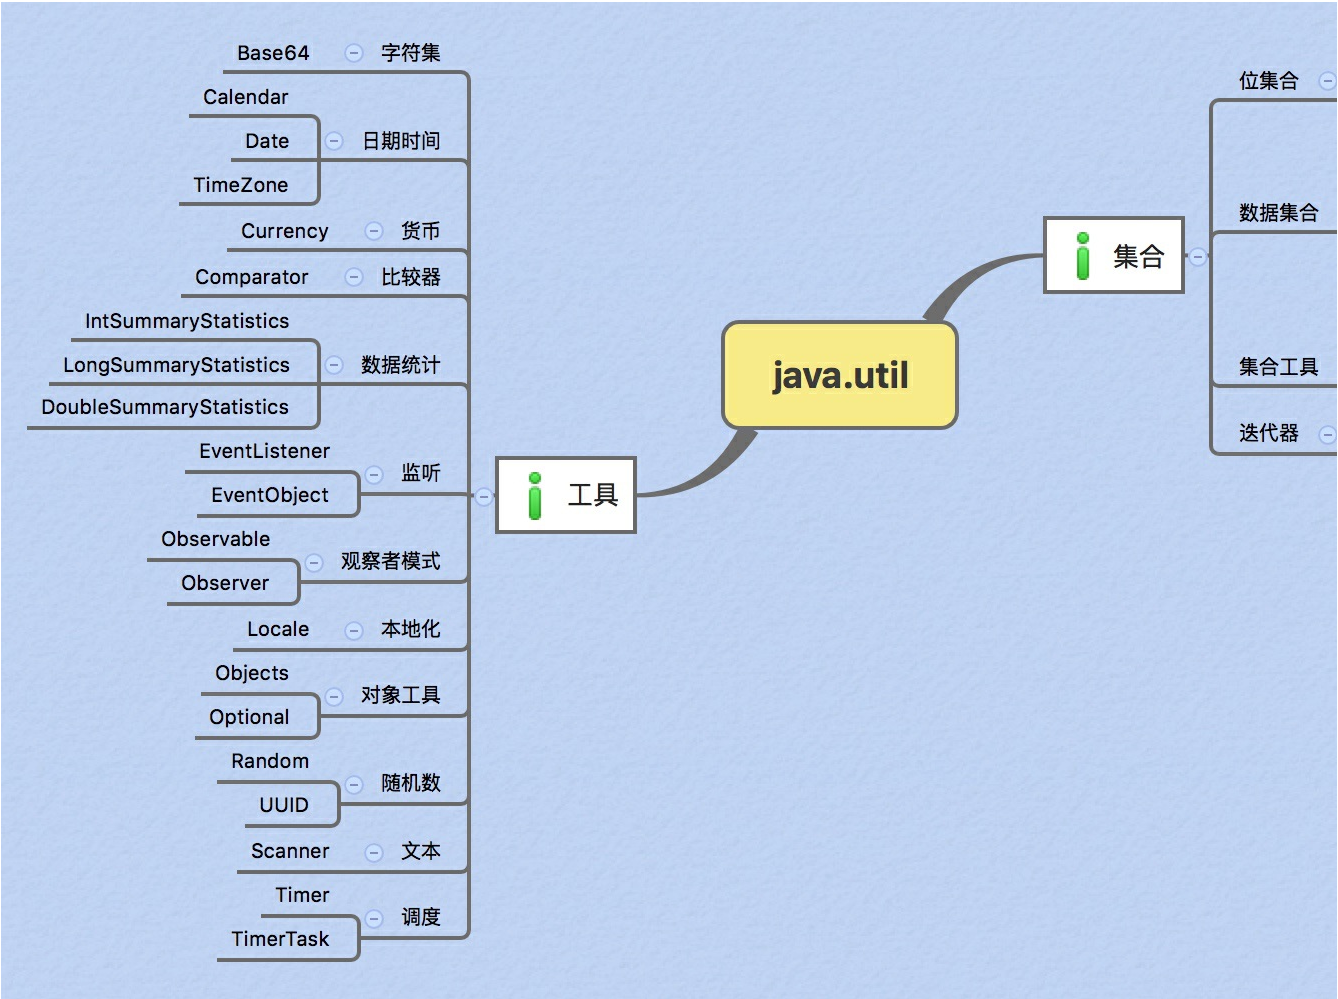 java.util
工具
字符集
Base64
日期时间
Calendar
Date
TimeZone
货币
Currency
比较器
Comparator
数据统计
IntSummaryStatistics
LongSummaryStatistics
DoubleSummaryStatistics
监听
EventListener
EventObject
观察者模式
Observable
Observer
本地化
Locale
对象工具
Objects
Optional
随机数
Random
UUID
文本
Scanner
调度
Timer
TimerTask
集合
位集合
数据集合
集合工具
迭代器